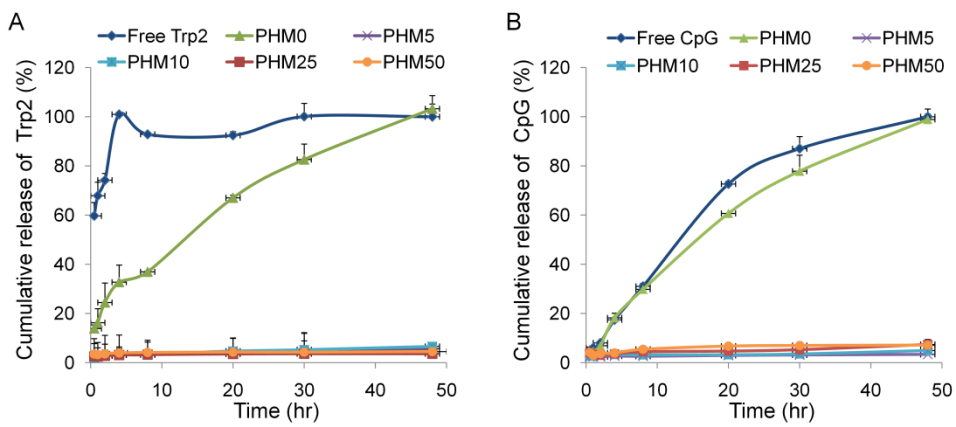 A
Free Trp2 PHM0 PHM5
PHM10 PHM25 PHM50
Cumulative release of Trp2 (%)
120
100
80
60
40
20
0
0 10 20 30 40 50
Time (hr)
B
Free CpG PHM0 PHM5
PHM10 PHM25 PHM50
Cumulative release of CpG (%)
120
100
80
60
40
20
0
0 10 20 30 40 50
Time (hr)